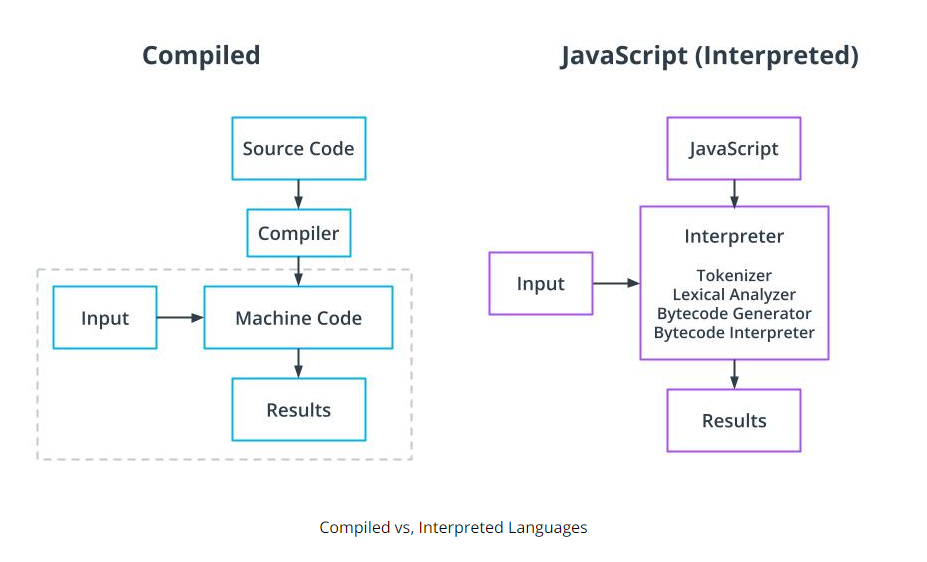 Compiled
JavaScript (Interpreted)
Source Code
Compiler
Input
Machine Code
Results
JavaScript
Interpreter
Tokenizer
Lexical Analyzer
Bytecode Generator
Bytecode Interpreter
Input
Results
Compiled vs, Interpreted Languages